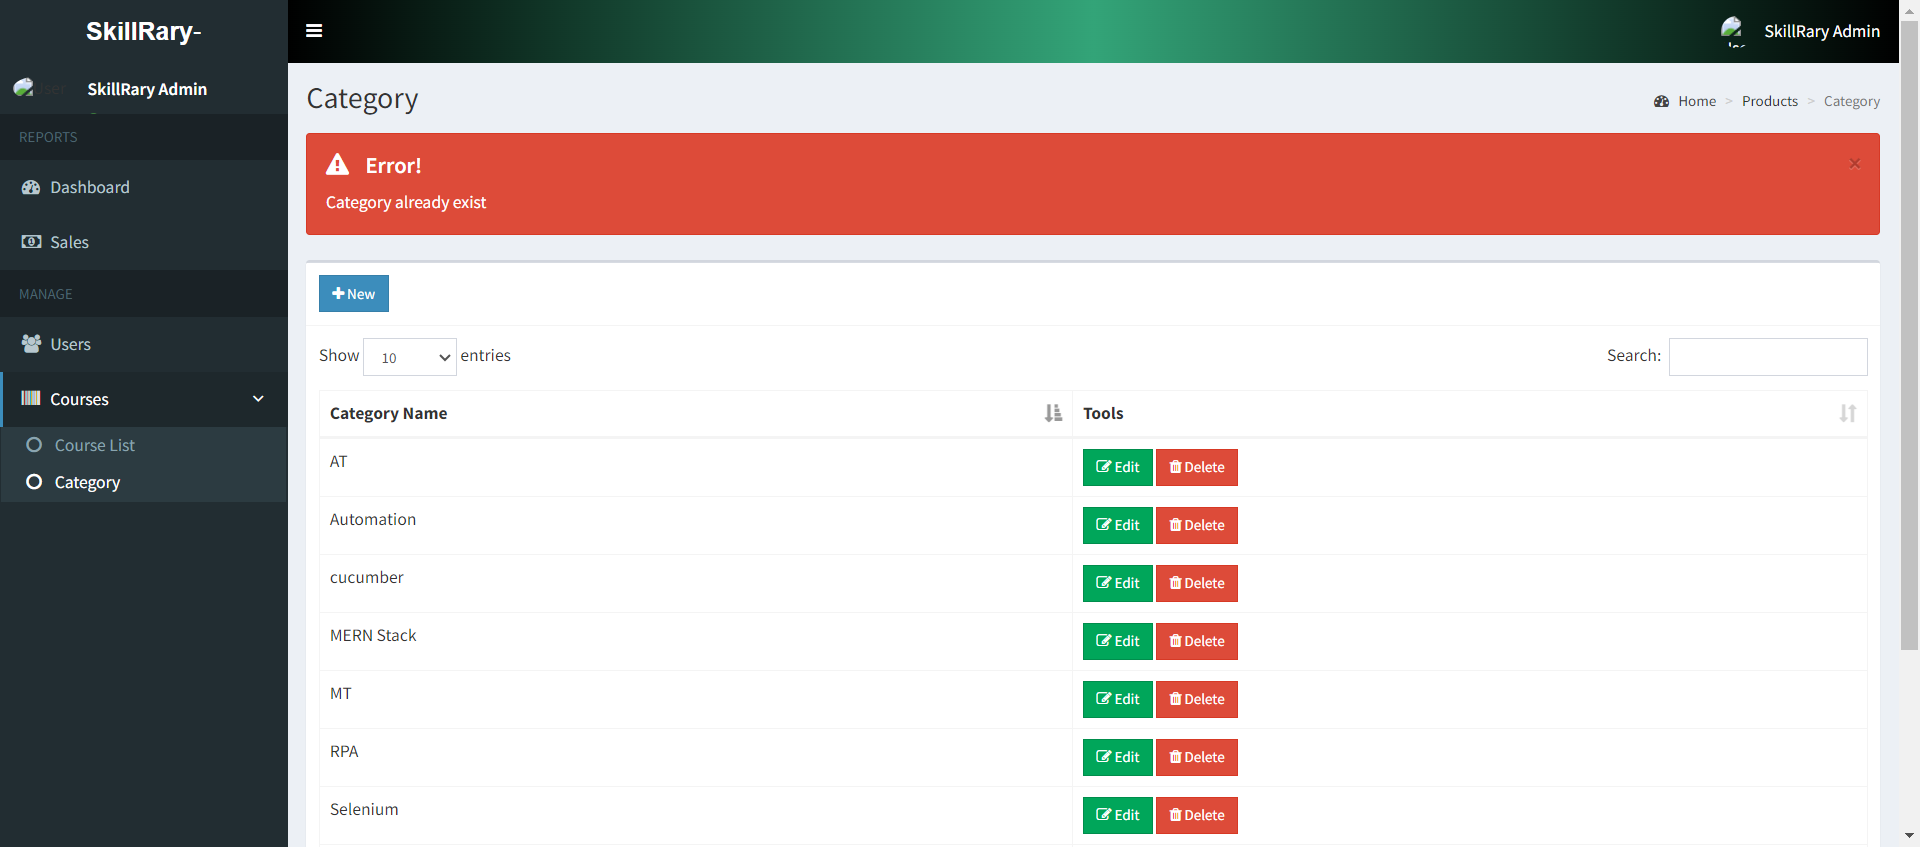 SkillRary-
SkillRary Admin
User
SkillRary Admin
REPORTS
Dashboard
Sales
MANAGE
Users
Courses
Course List
Category
Category
Home > Products > Category
Error!
×
Category already exist
New
Show 10 entries
Search:
Category Name Tools
AT Edit Delete
Automation Edit Delete
cucumber Edit Delete
MERN Stack Edit Delete
MT Edit Delete
RPA Edit Delete
Selenium Edit Delete